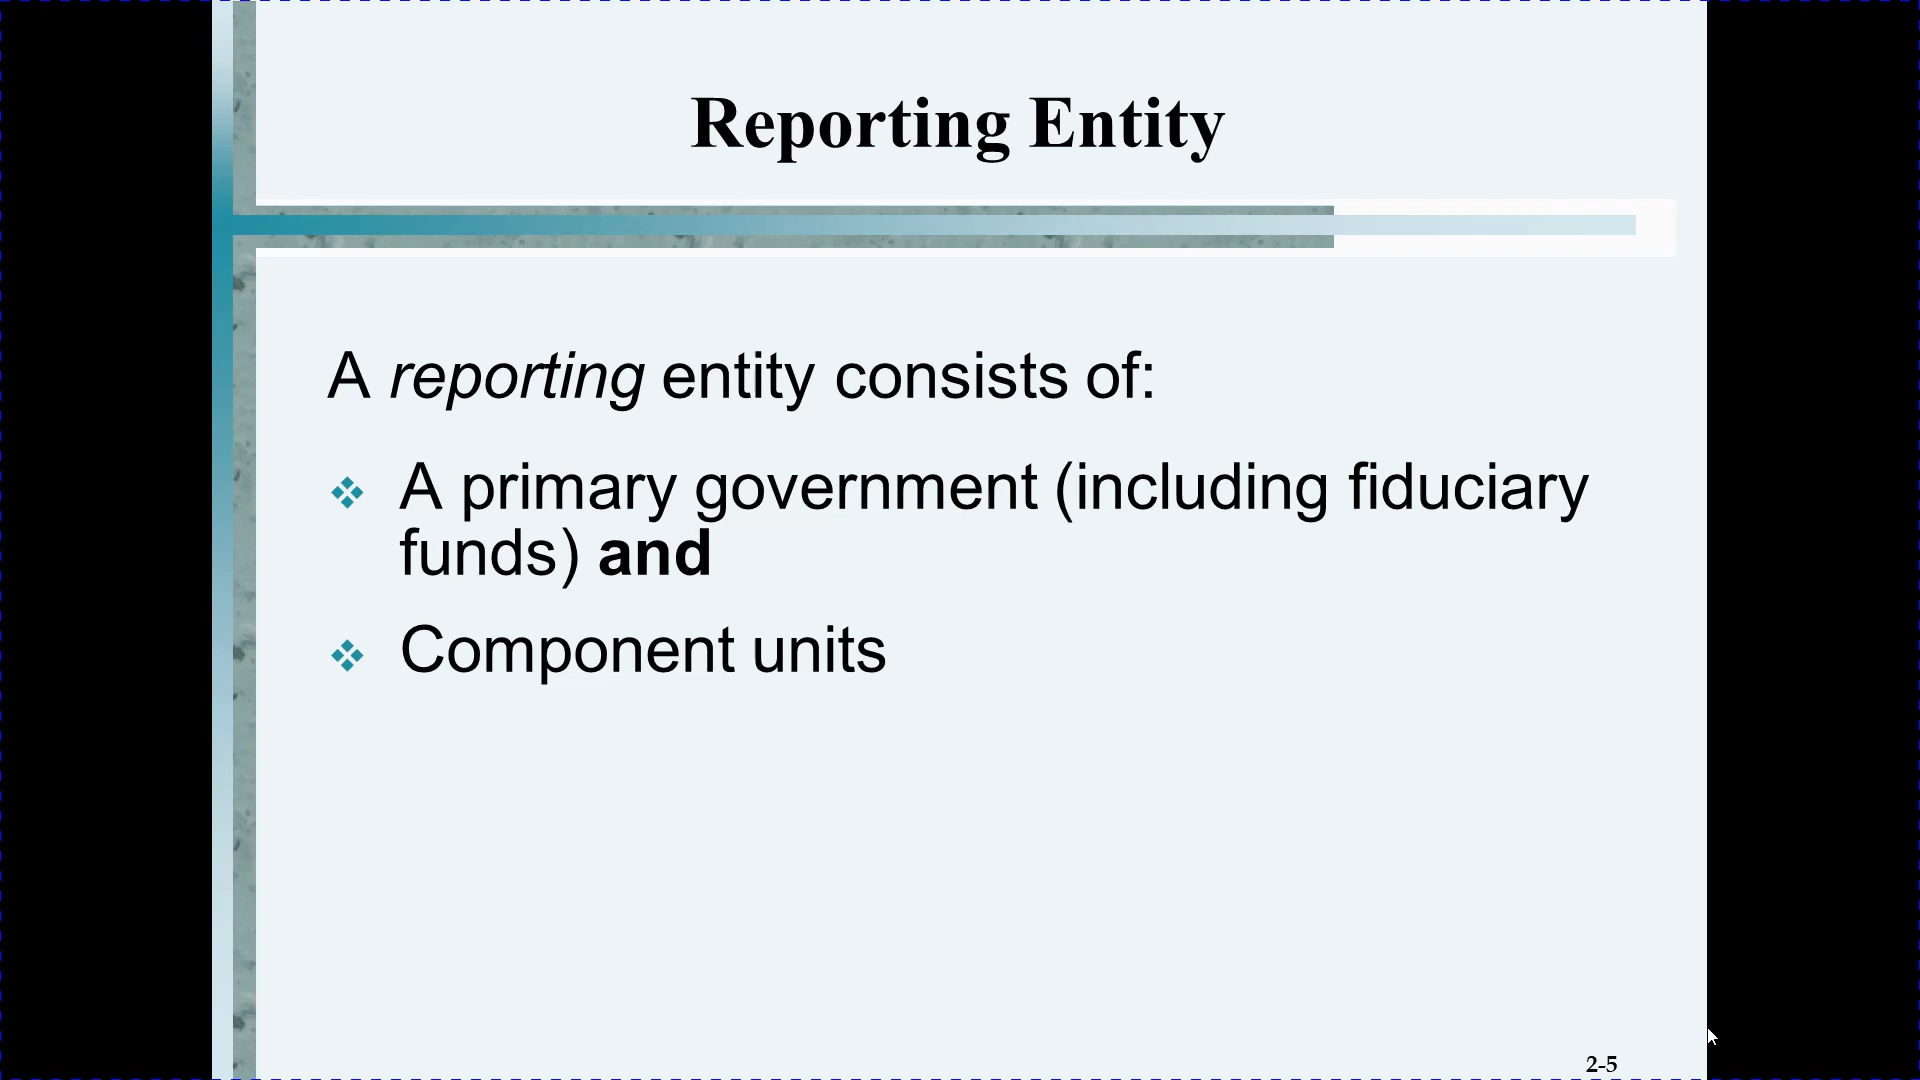 Reporting Entity
A reporting entity consists of:
A primary government (including fiduciary
funds) and
Component units
2-5